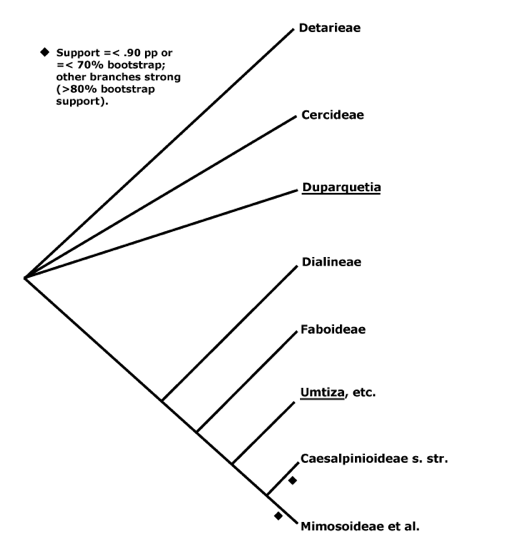 Detarieae
◆ Support =< .90 pp or
=< 70% bootstrap;
other branches strong
(>80% bootstrap
support).
Cercideae
Duparquetia
Dialineae
Faboideae
Umtiza, etc.
Caesalpinioideae s. str.
Mimosoideae et al.